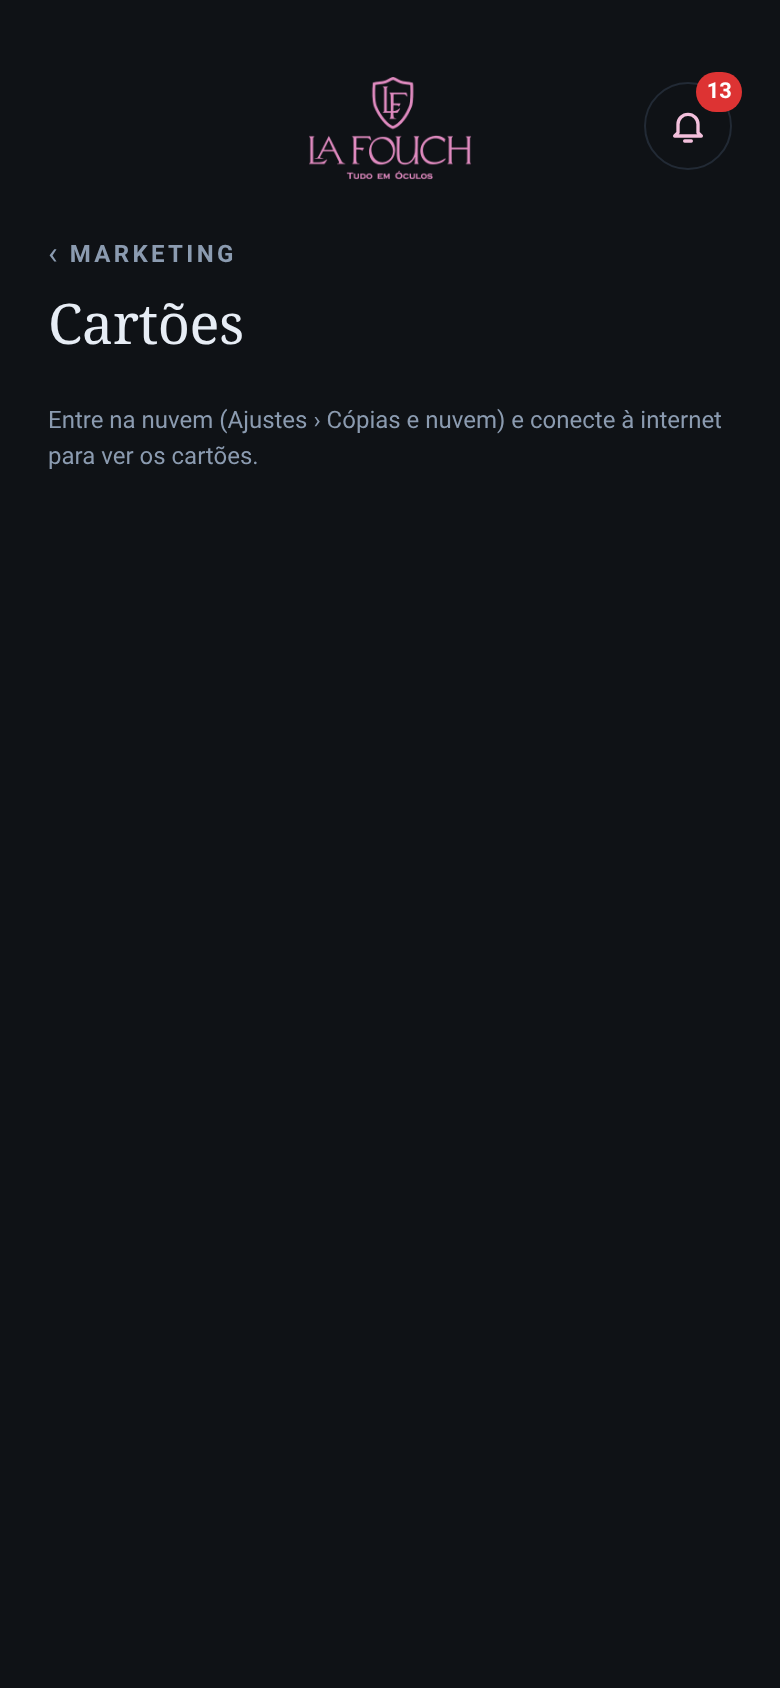 LF
LA FOUCH
TUDO EM ÓCULOS
13
‹ MARKETING
Cartões
Entre na nuvem (Ajustes › Cópias e nuvem) e conecte à internet
para ver os cartões.